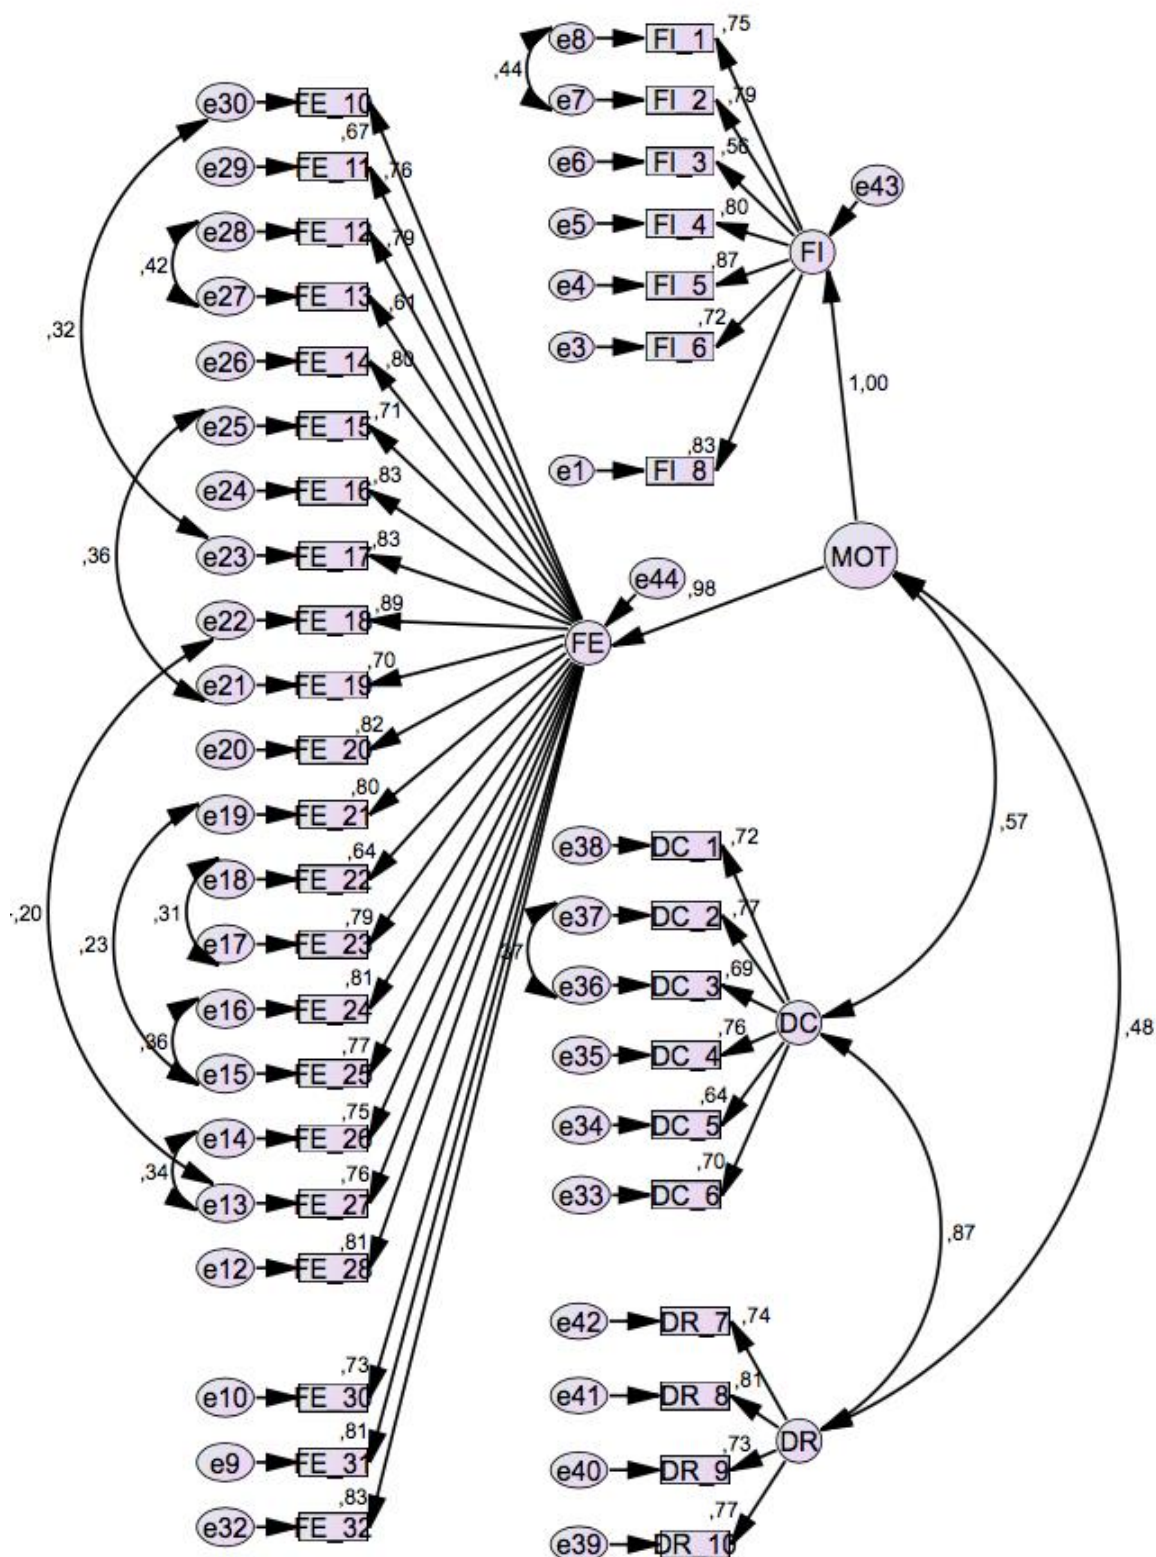 e8 FI_1 ,75
,44
e7 FI_2 ,79
e6 FI_3 ,56
e5 FI_4 ,80
e4 FI_5 ,87
e3 FI_6 ,72
e1 FI_8 ,83
e43
FI
1,00
MOT
e30 FE_10 ,67
e29 FE_11 ,76
e28 FE_12 ,79
,42
e27 FE_13 ,61
,32
e26 FE_14 ,80
e25 FE_15 ,71
e24 FE_16 ,83
,36
e23 FE_17 ,83
e22 FE_18 ,89
e21 FE_19 ,70
e20 FE_20 ,82
e19 FE_21 ,80
e18 FE_22 ,64
-,20
,31
,23
e17 FE_23 ,79
e16 FE_24 ,81
,36
e15 FE_25 ,77
e14 FE_26 ,75
,34
e13 FE_27 ,76
e12 FE_28 ,81
e10 FE_30 ,73
e9 FE_31 ,81
e32 FE_32 ,83
e44
FE
,98
,57
e38 DC_1 ,72
e37 DC_2 ,77
e36 DC_3 ,69
e35 DC_4 ,76
e34 DC_5 ,64
e33 DC_6 ,70
DC
,48
,87
e42 DR_7 ,74
e41 DR_8 ,81
e40 DR_9 ,73
e39 DR_10 ,77
DR